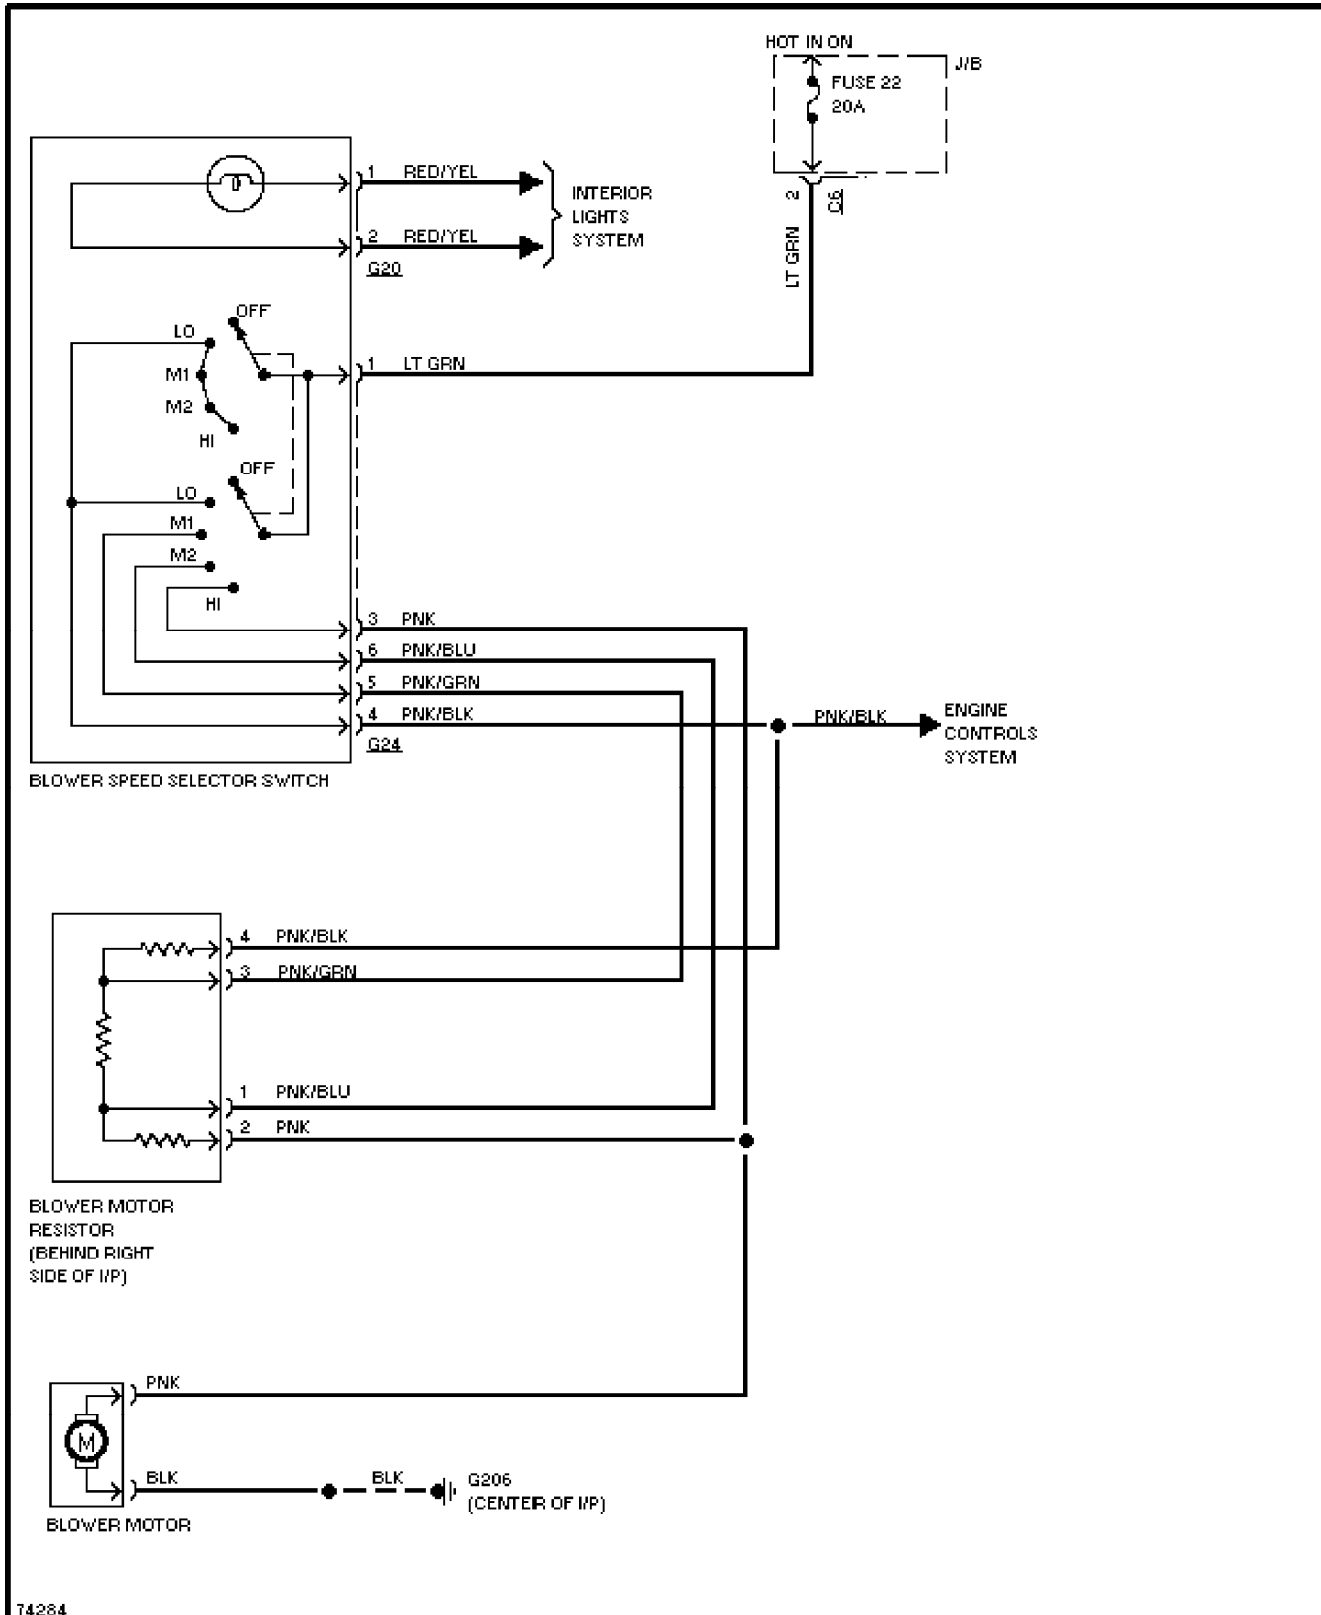 HOT IN ON
J/B
FUSE 22
20A
2
C6
LT GRN
1 RED/YEL
2 RED/YEL
G20
INTERIOR
LIGHTS
SYSTEM
OFF
LO
M1
M2
HI
1 LT GRN
OFF
LO
M1
M2
HI
3 PNK
6 PNK/BLU
5 PNK/GRN
4 PNK/BLK
G24
PNK/BLK
ENGINE
CONTROLS
SYSTEM
BLOWER SPEED SELECTOR SWITCH
4 PNK/BLK
3 PNK/GRN
1 PNK/BLU
2 PNK
BLOWER MOTOR
RESISTOR
(BEHIND RIGHT
SIDE OF I/P)
PNK
M
BLK
BLK
G206
(CENTER OF I/P)
BLOWER MOTOR
74284